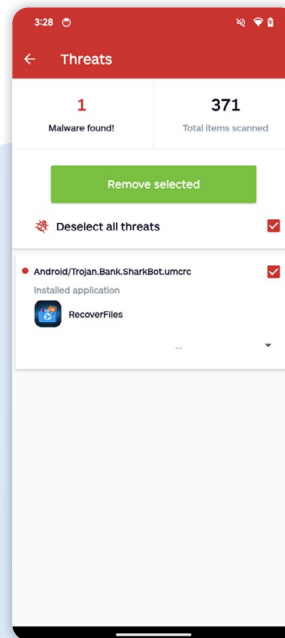 3:28
Threats
1
Malware found!
371
Total items scanned
Remove selected
Deselect all threats
Android/Trojan.Bank.SharkBot.umcrc
Installed application
RecoverFiles
...